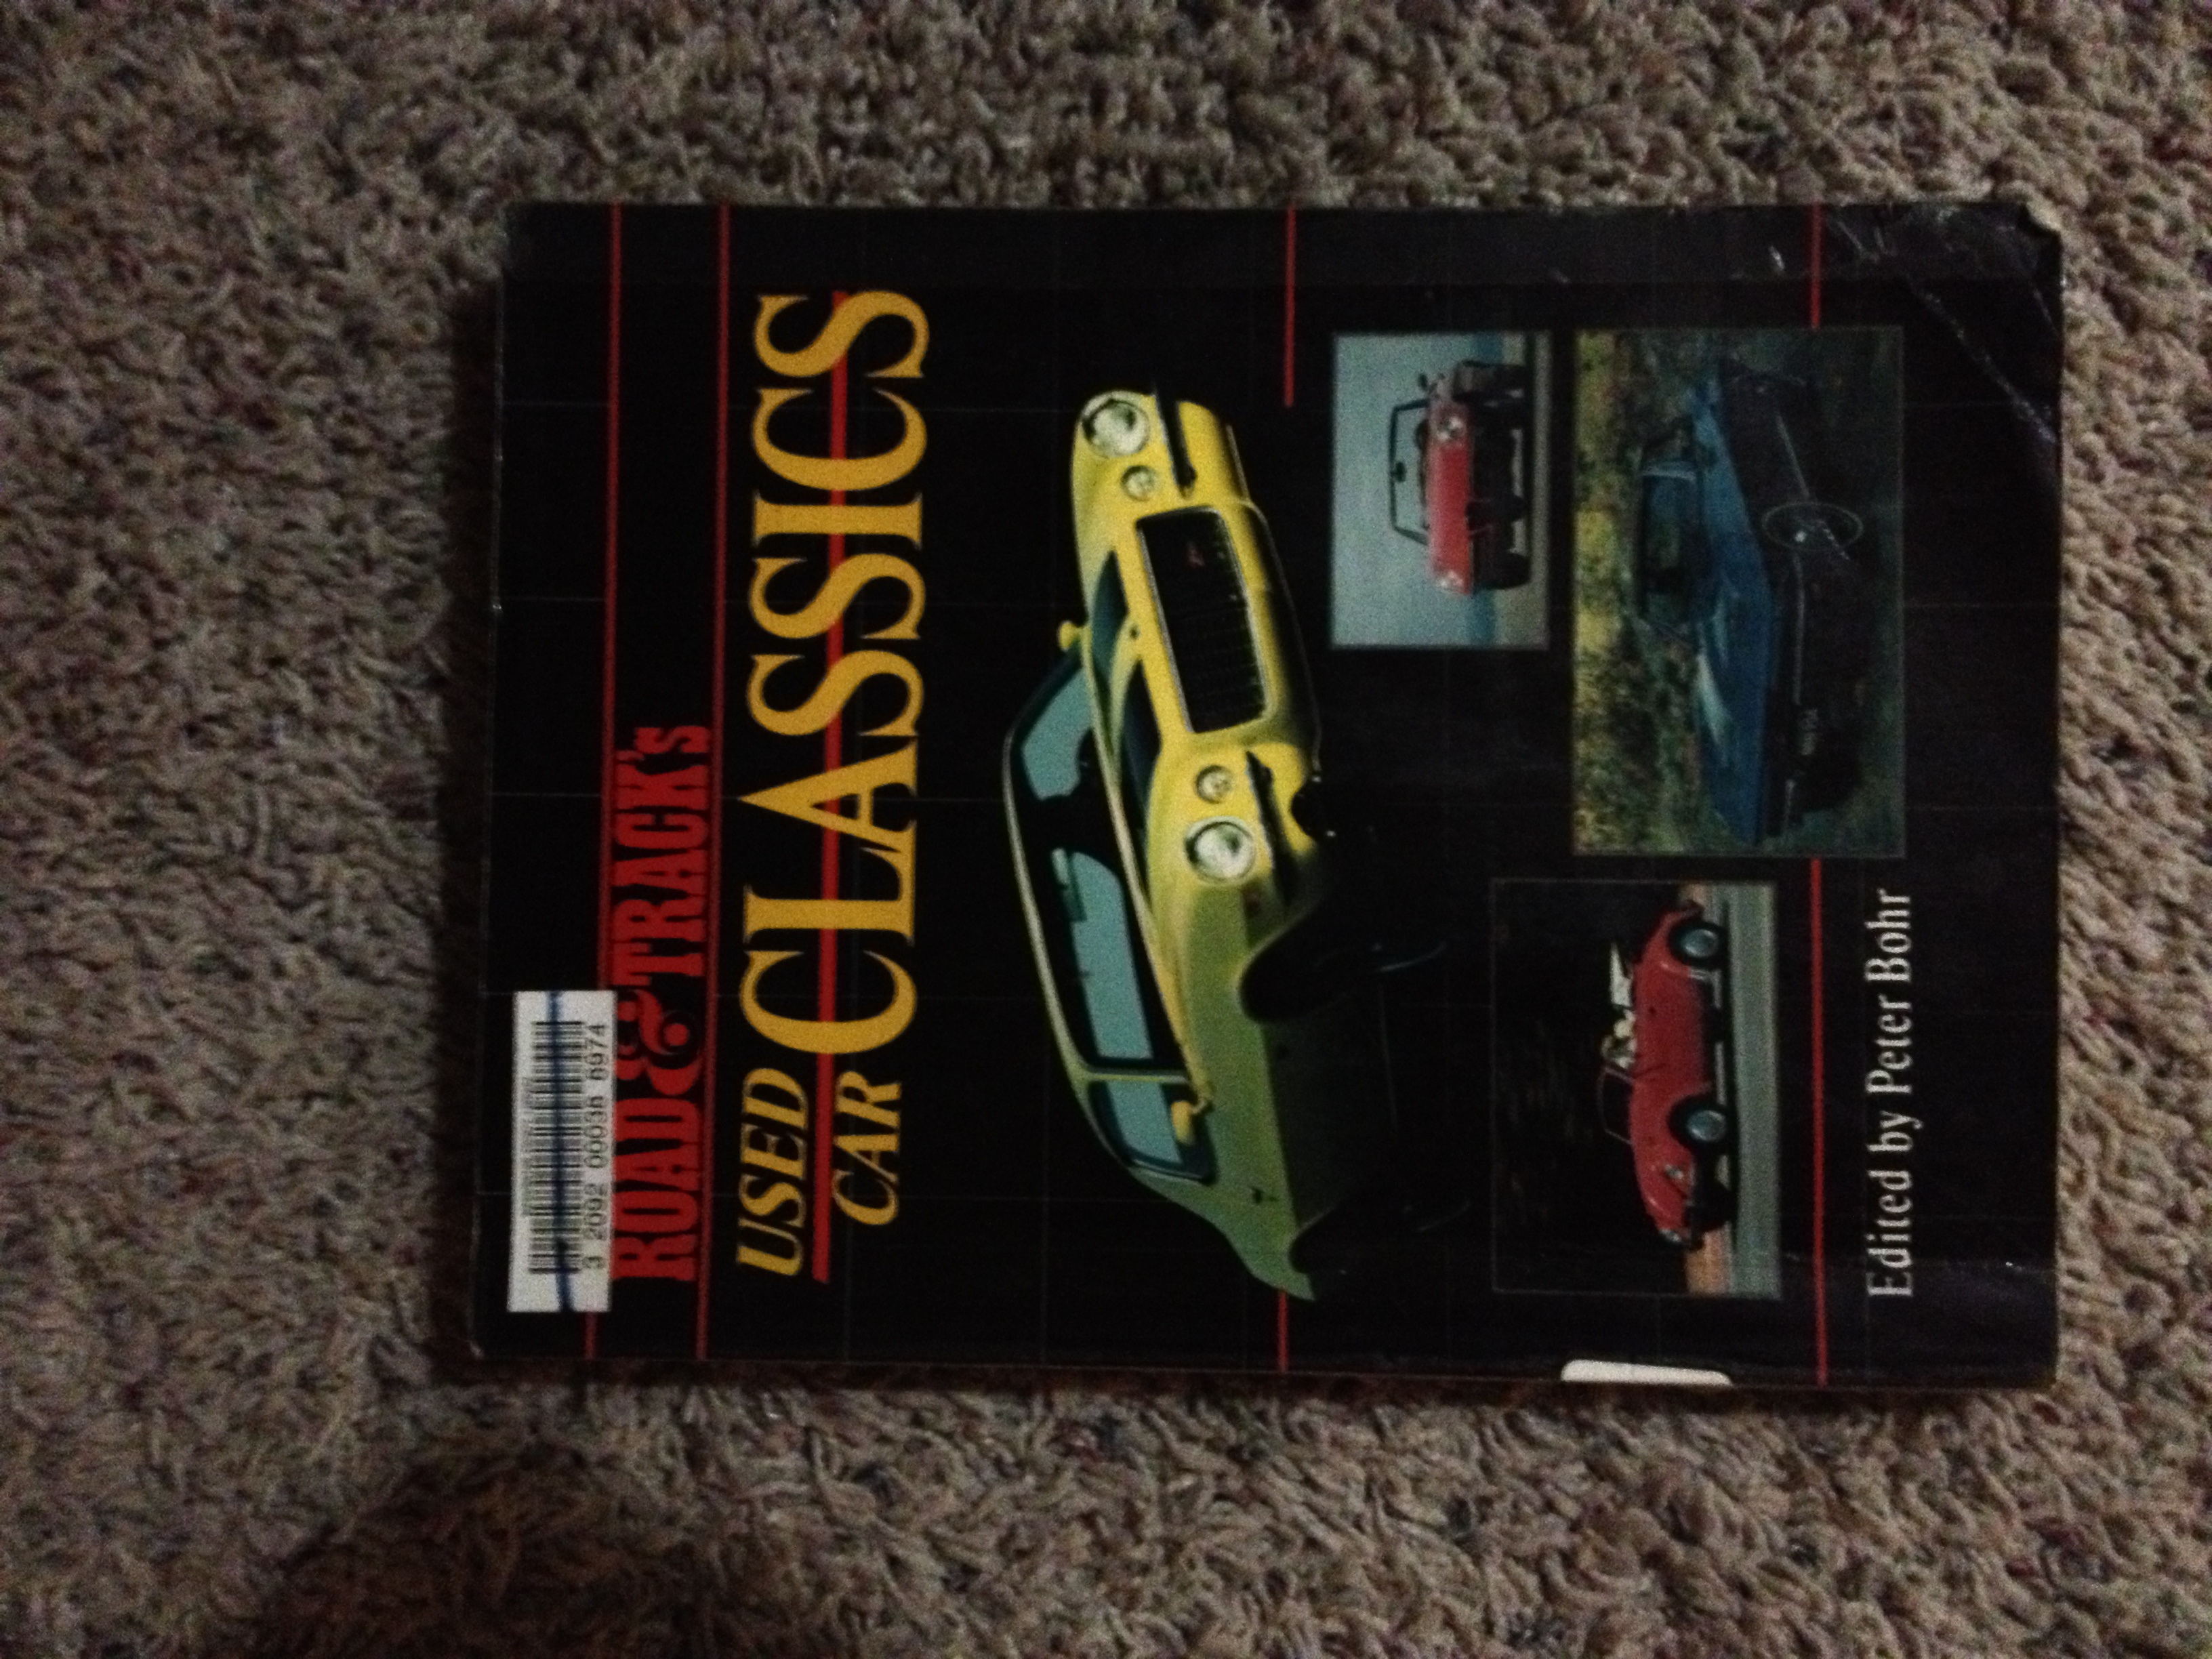 3 2092 00036 6974
ROAD & TRACK's
USED CAR CLASSICS
Edited by Peter Bohr